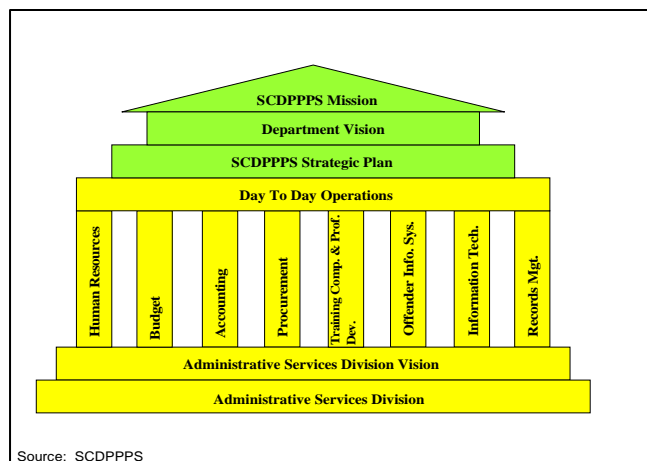 SCDPPPS Mission
Department Vision
SCDPPPS Strategic Plan
Day To Day Operations
Human Resources
Budget
Accounting
Procurement
Training Comp. & Prof.
Dev.
Offender Info. Sys.
Information Tech.
Records Mgt.
Administrative Services Division Vision
Administrative Services Division
Source: SCDPPPS